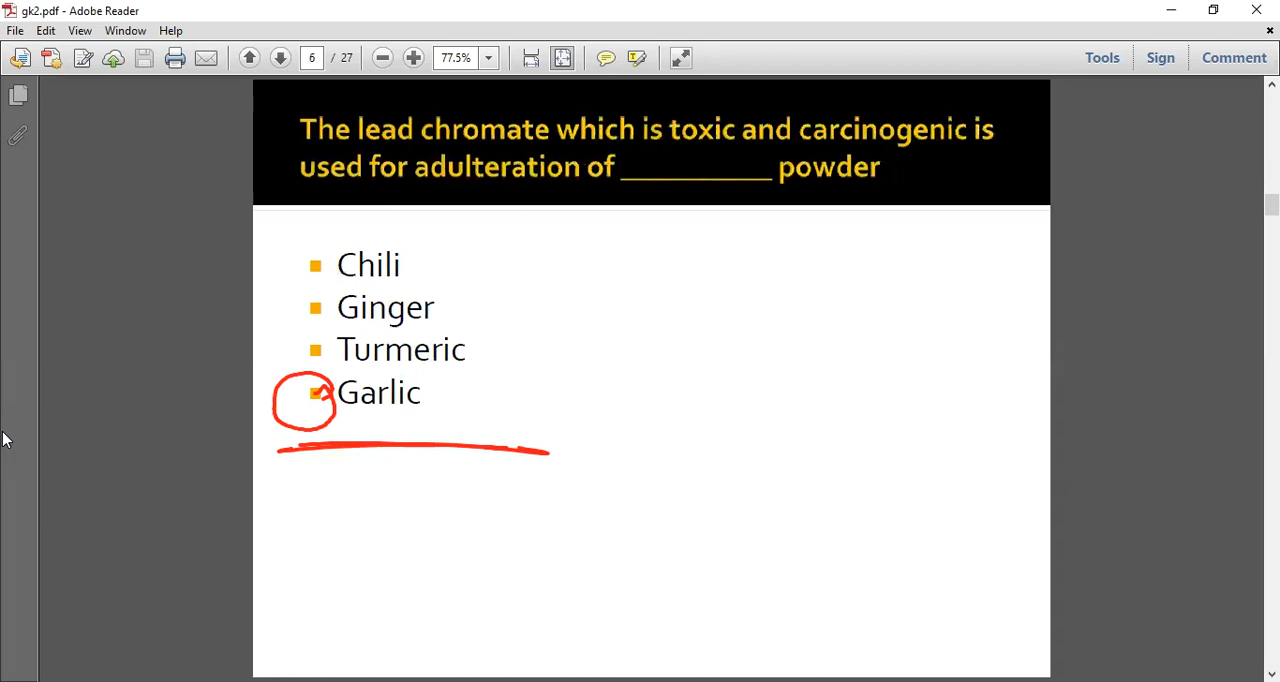 gk2.pdf - Adobe Reader
File Edit View Window Help
6 / 27 77.5% Tools Sign Comment
The lead chromate which is toxic and carcinogenic is
used for adulteration of __________ powder
Chili
Ginger
Turmeric
Garlic